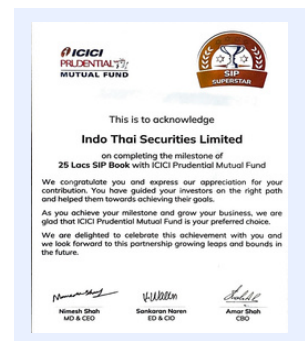 ICICI
PRUDENTIAL
MUTUAL FUND
SIP
SUPERSTAR
This is to acknowledge
Indo Thai Securities Limited
on completing the milestone of
25 Lacs SIP Book with ICICI Prudential Mutual Fund
We congratulate you and express our appreciation for your
contribution. You have guided your investors on the right path
and helped them towards achieving their goals.
As you achieve your milestone and grow your business, we are
glad that ICICI Prudential Mutual Fund is your preferred choice.
We are delighted to celebrate this achievement with you and
we look forward to this partnership growing leaps and bounds in
the future.
Nimesh Shah Sankaran Naren Amar Shah
MD & CEO ED & CIO CBO